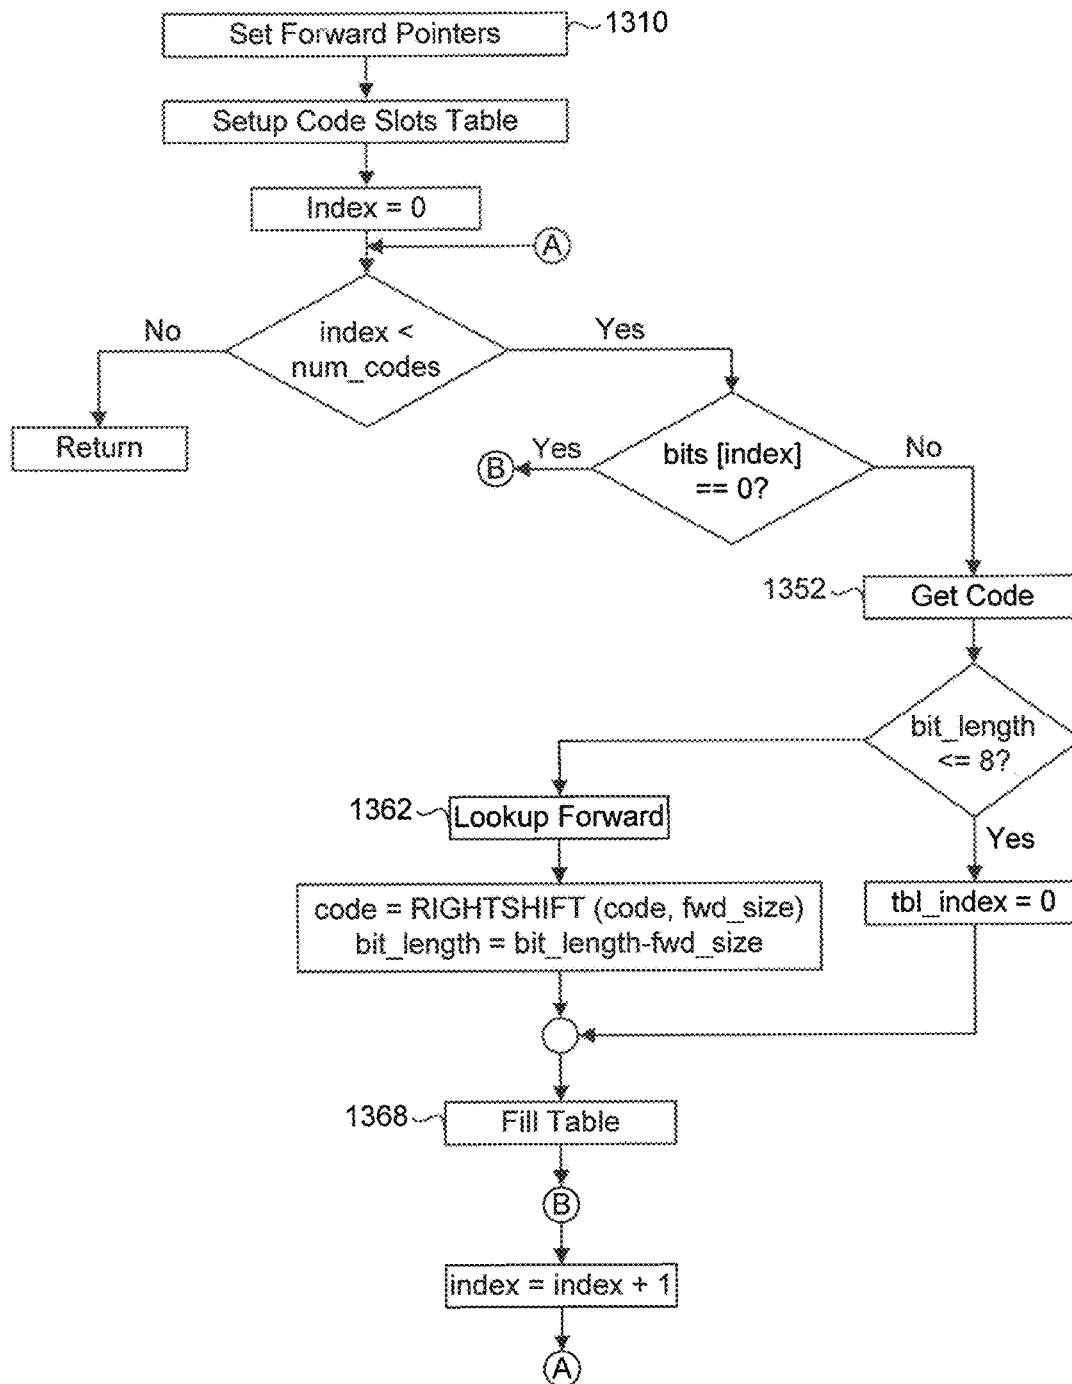 Set Forward Pointers
1310
Setup Code Slots Table
Index = 0
A
No
index <
num_codes
Yes
Return
B
Yes
bits [index]
== 0?
No
1352
Get Code
bit_length
<= 8?
1362
Lookup Forward
Yes
code = RIGHTSHIFT (code, fwd_size)
bit_length = bit_length-fwd_size
tbl_index = 0
1368
Fill Table
B
index = index + 1
A